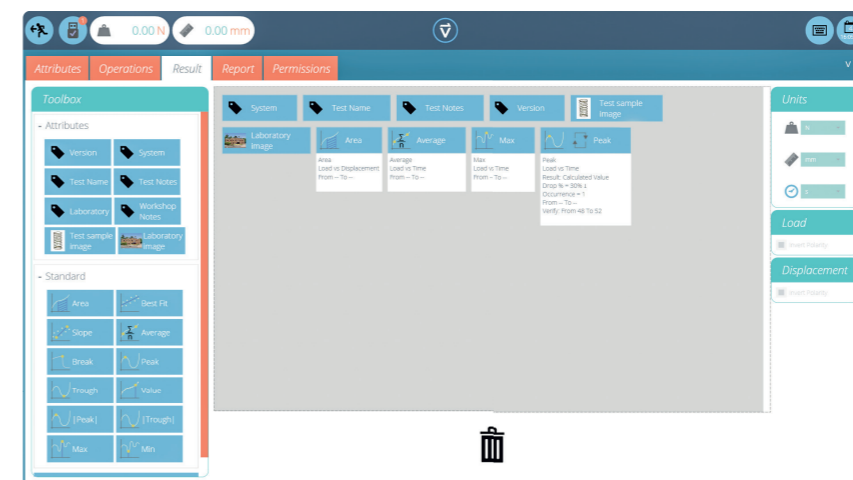 0.00 N
0.00 mm
Attributes Operations Result Report Permissions
V
Toolbox
- Attributes
Version System
Test Name Test Notes
Laboratory Workshop Notes
Test sample Image Laboratory Image
- Standard
Area Best Fit
Slope Average
Break Peak
Trough Value
|Peak| |Trough|
Max Min
System Test Name Test Notes Version Test sample Image
Laboratory Image Area Average Max Peak
Area
Load vs Displacement
From -- To --
Average
Load vs Time
From -- To --
Max
Load vs Time
From -- To --
Peak
Load vs Time
Result: Calculated Value
Drop % = 30% ±
Occurrence = 1
From -- To --
Verify: From 48 To 52
Units
N
mm
s
Load
Invert Polarity
Displacement
Invert Polarity